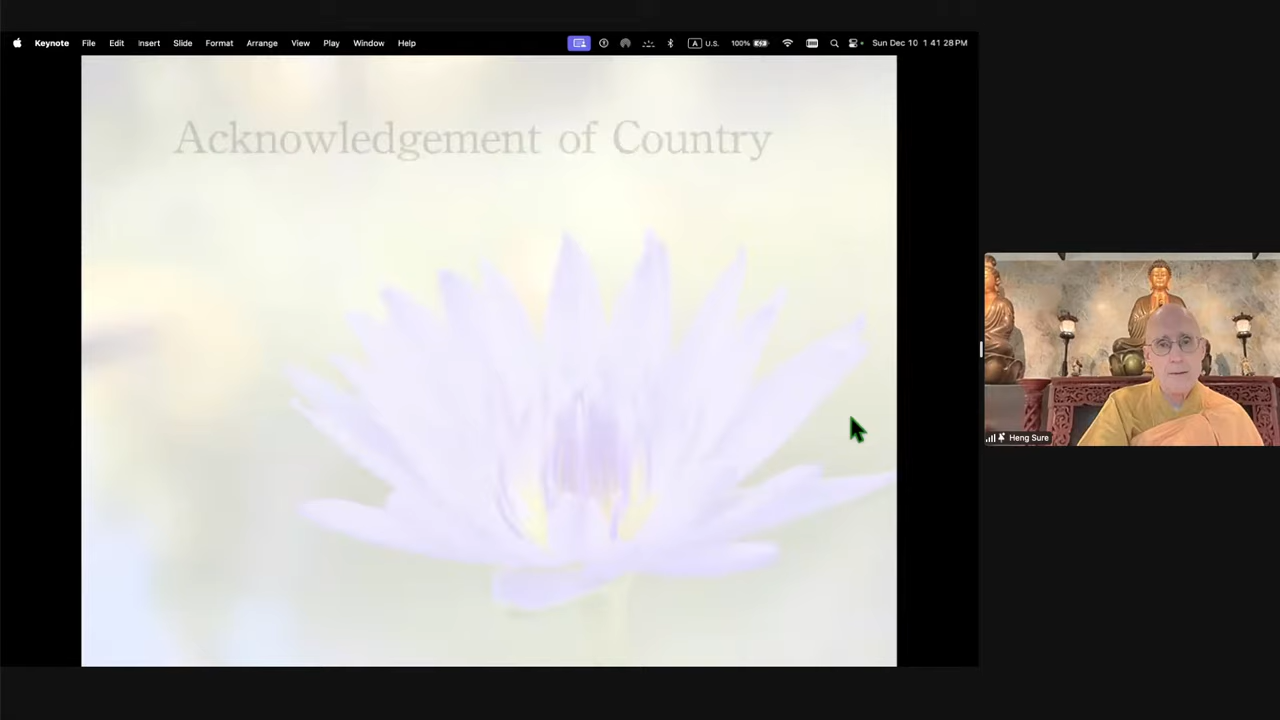 Keynote File Edit Insert Slide Format Arrange View Play Window Help A U.S. 100% Sun Dec 10 1 41 28 PM
Acknowledgement of Country
Heng Sure